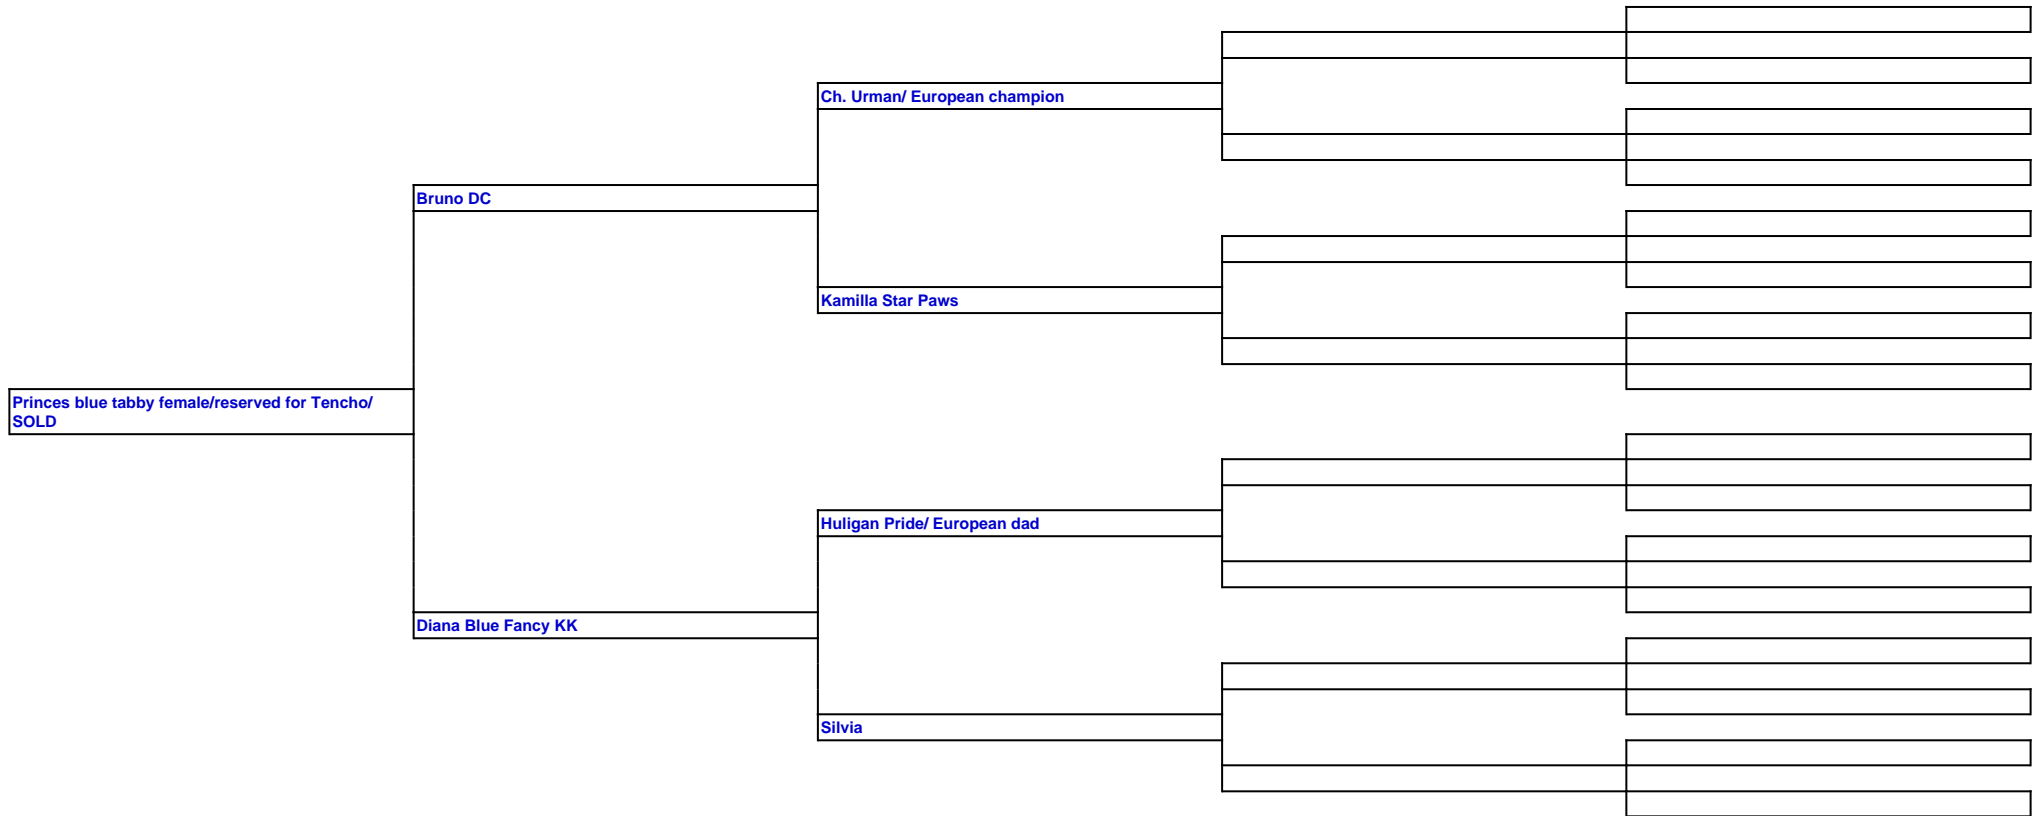 Ch. Urman/ European champion
Bruno DC
Kamilla Star Paws
Princes blue tabby female/reserved for Tencho/
SOLD
Huligan Pride/ European dad
Diana Blue Fancy KK
Silvia